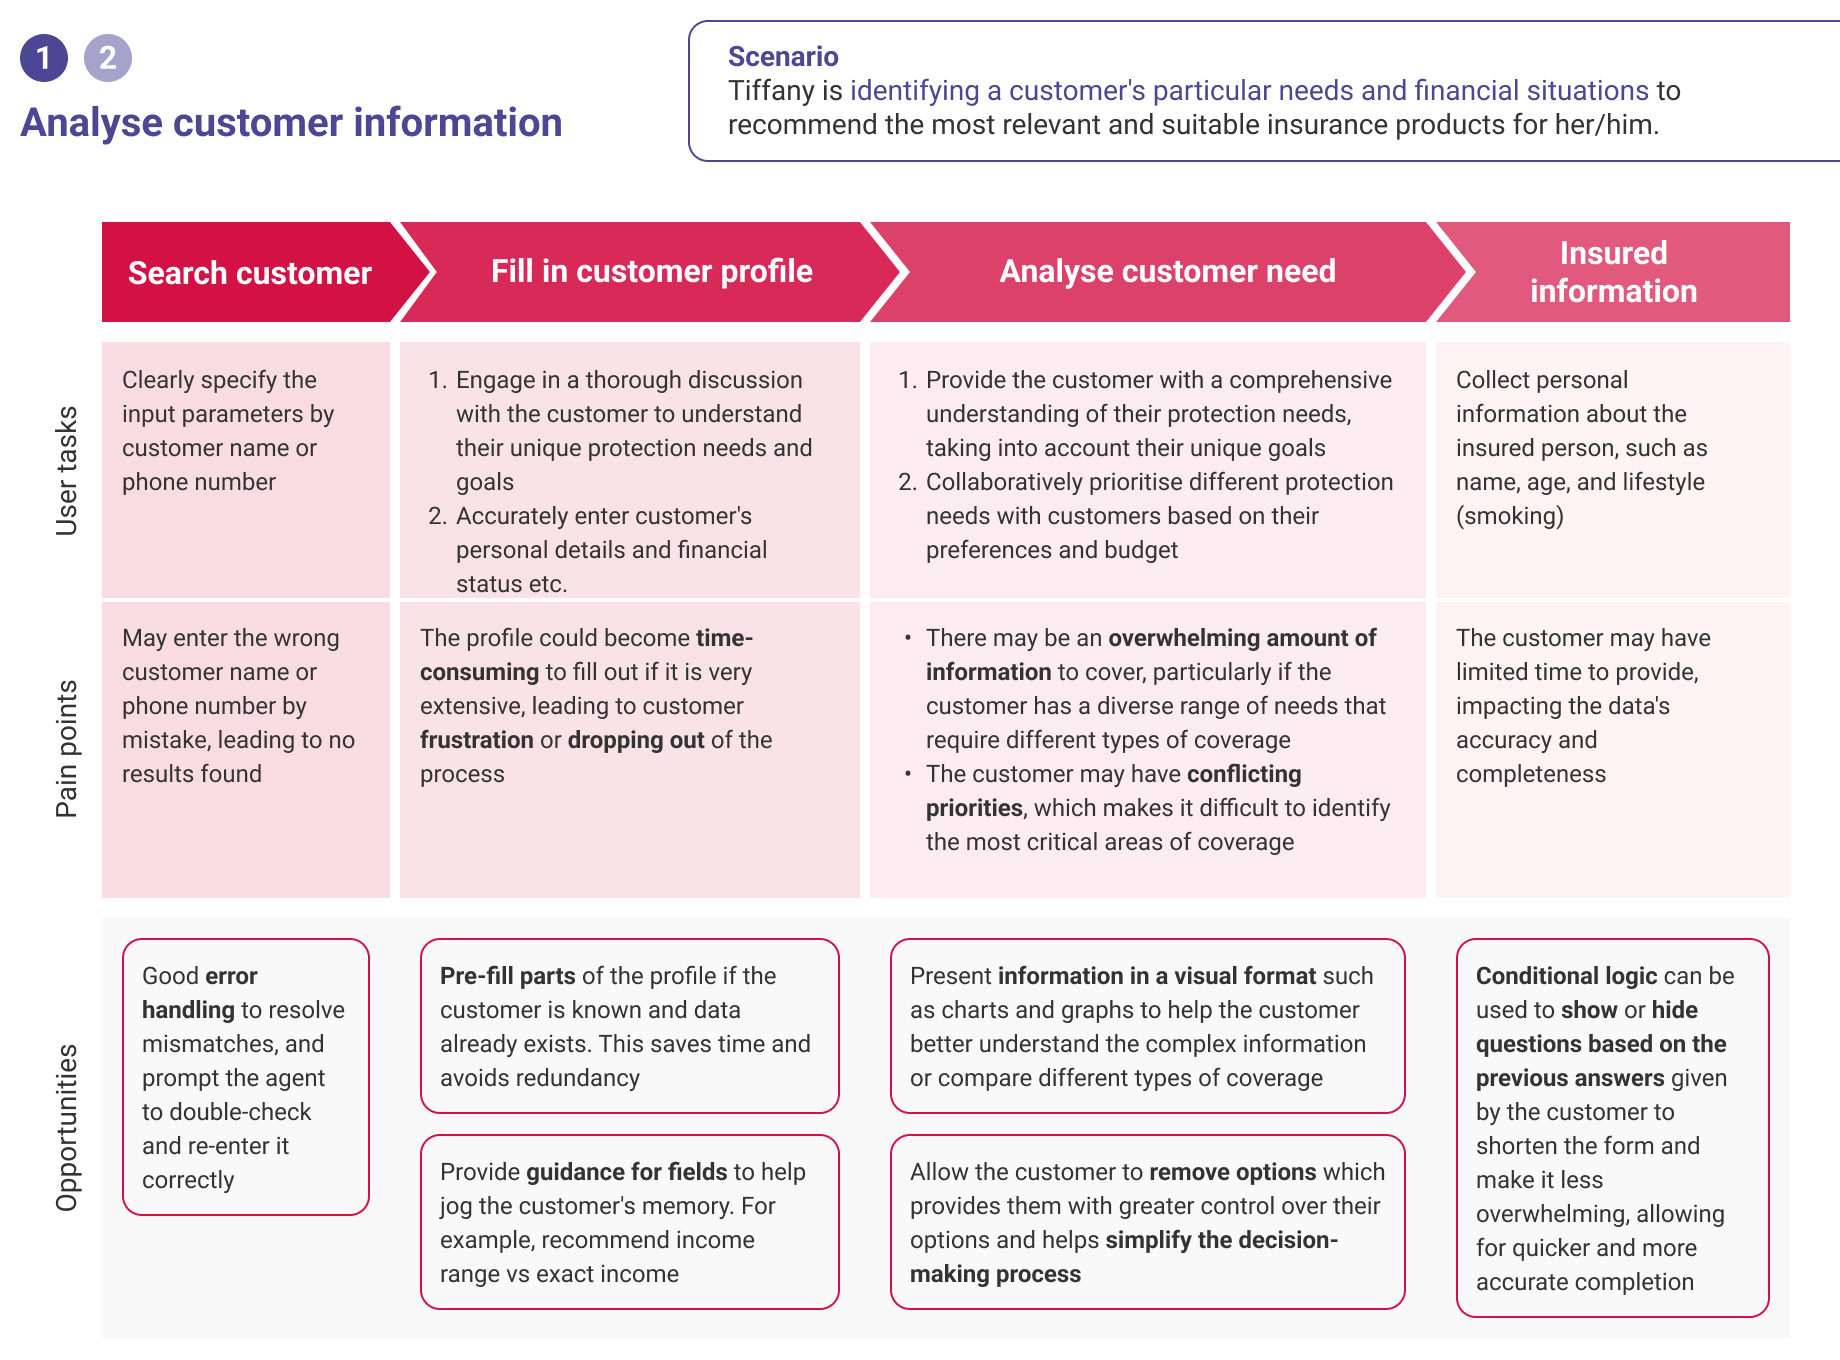 1 2
Analyse customer information
Scenario
Tiffany is identifying a customer's particular needs and financial situations to
recommend the most relevant and suitable insurance products for her/him.
Search customer
Fill in customer profile
Analyse customer need
Insured
information
User tasks
Clearly specify the
input parameters by
customer name or
phone number
1. Engage in a thorough discussion
with the customer to understand
their unique protection needs and
goals
2. Accurately enter customer's
personal details and financial
status etc.
1. Provide the customer with a comprehensive
understanding of their protection needs,
taking into account their unique goals
2. Collaboratively prioritise different protection
needs with customers based on their
preferences and budget
Collect personal
information about the
insured person, such as
name, age, and lifestyle
(smoking)
Pain points
May enter the wrong
customer name or
phone number by
mistake, leading to no
results found
The profile could become time-
consuming to fill out if it is very
extensive, leading to customer
frustration or dropping out of the
process
• There may be an overwhelming amount of
information to cover, particularly if the
customer has a diverse range of needs that
require different types of coverage
• The customer may have conflicting
priorities, which makes it difficult to identify
the most critical areas of coverage
The customer may have
limited time to provide,
impacting the data's
accuracy and
completeness
Opportunities
Good error
handling to resolve
mismatches, and
prompt the agent
to double-check
and re-enter it
correctly
Pre-fill parts of the profile if the
customer is known and data
already exists. This saves time and
avoids redundancy
Provide guidance for fields to help
jog the customer's memory. For
example, recommend income
range vs exact income
Present information in a visual format such
as charts and graphs to help the customer
better understand the complex information
or compare different types of coverage
Allow the customer to remove options which
provides them with greater control over their
options and helps simplify the decision-
making process
Conditional logic can be
used to show or hide
questions based on the
previous answers given
by the customer to
shorten the form and
make it less
overwhelming, allowing
for quicker and more
accurate completion